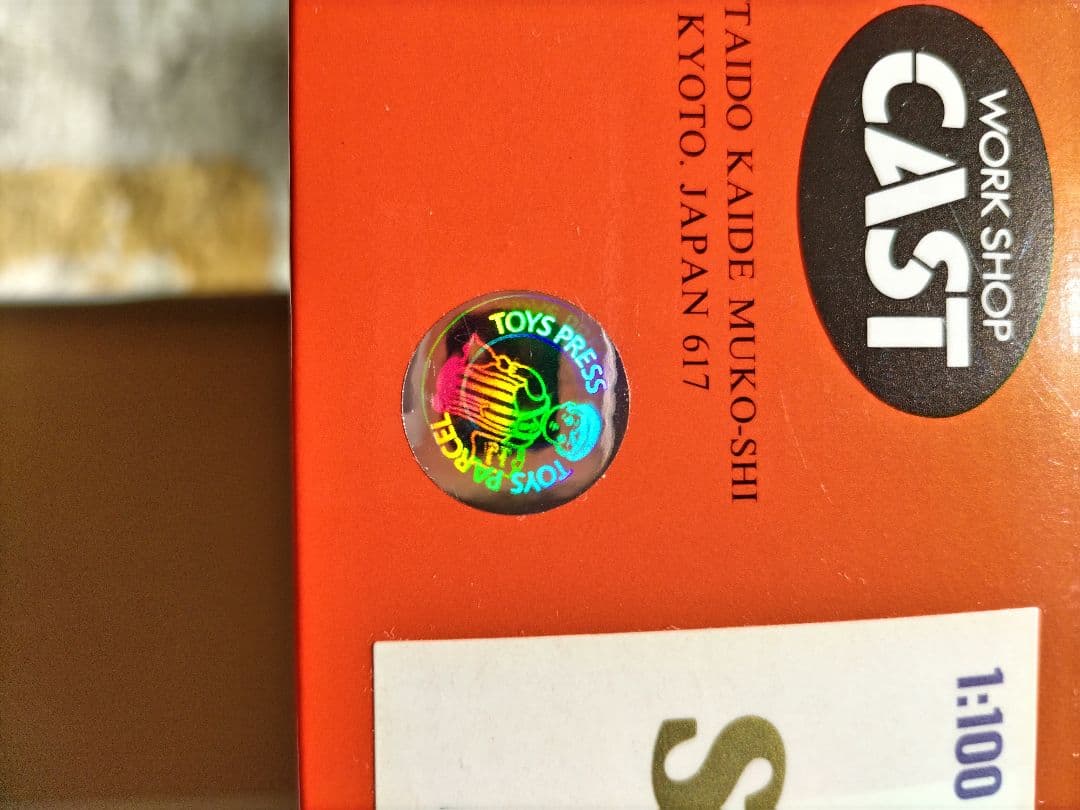 WORK SHOP
CAST
TAIDO KAIDE MUKO-SHI
KYOTO. JAPAN 617
TOYS PRESS
TOYS PARCEL
1:100
S